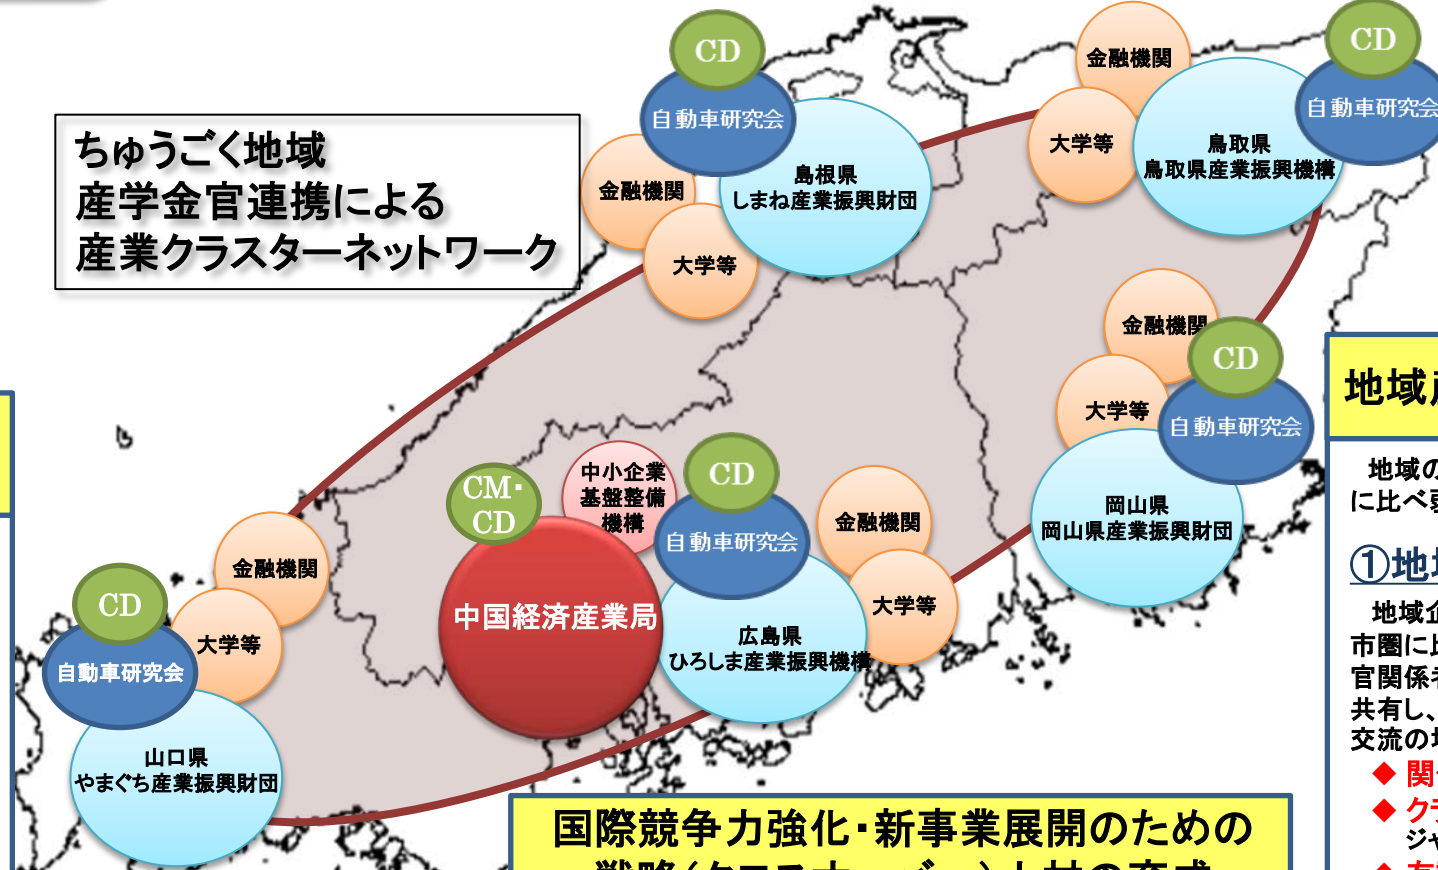 ちゅうごく地域
産学金官連携による
産業クラスターネットワーク
CD
自動車研究会
金融機関
大学等
島根県
しまね産業振興財団
金融機関
大学等
鳥取県
鳥取県産業振興機構
CD
自動車研究会
金融機関
大学等
CD
自動車研究会
岡山県
岡山県産業振興財団
CM・
CD
中小企業
基盤整備
機構
CD
自動車研究会
中国経済産業局
金融機関
大学等
広島県
ひろしま産業振興機構
CD
自動車研究会
金融機関
大学等
山口県
やまぐち産業振興財団
国際競争力強化・新事業展開のための
地域
地域の
に比べ
①地
地域企
市圏に比
官関係者
共有し、
交流の場
◆ 関
◆ ク
ジャ